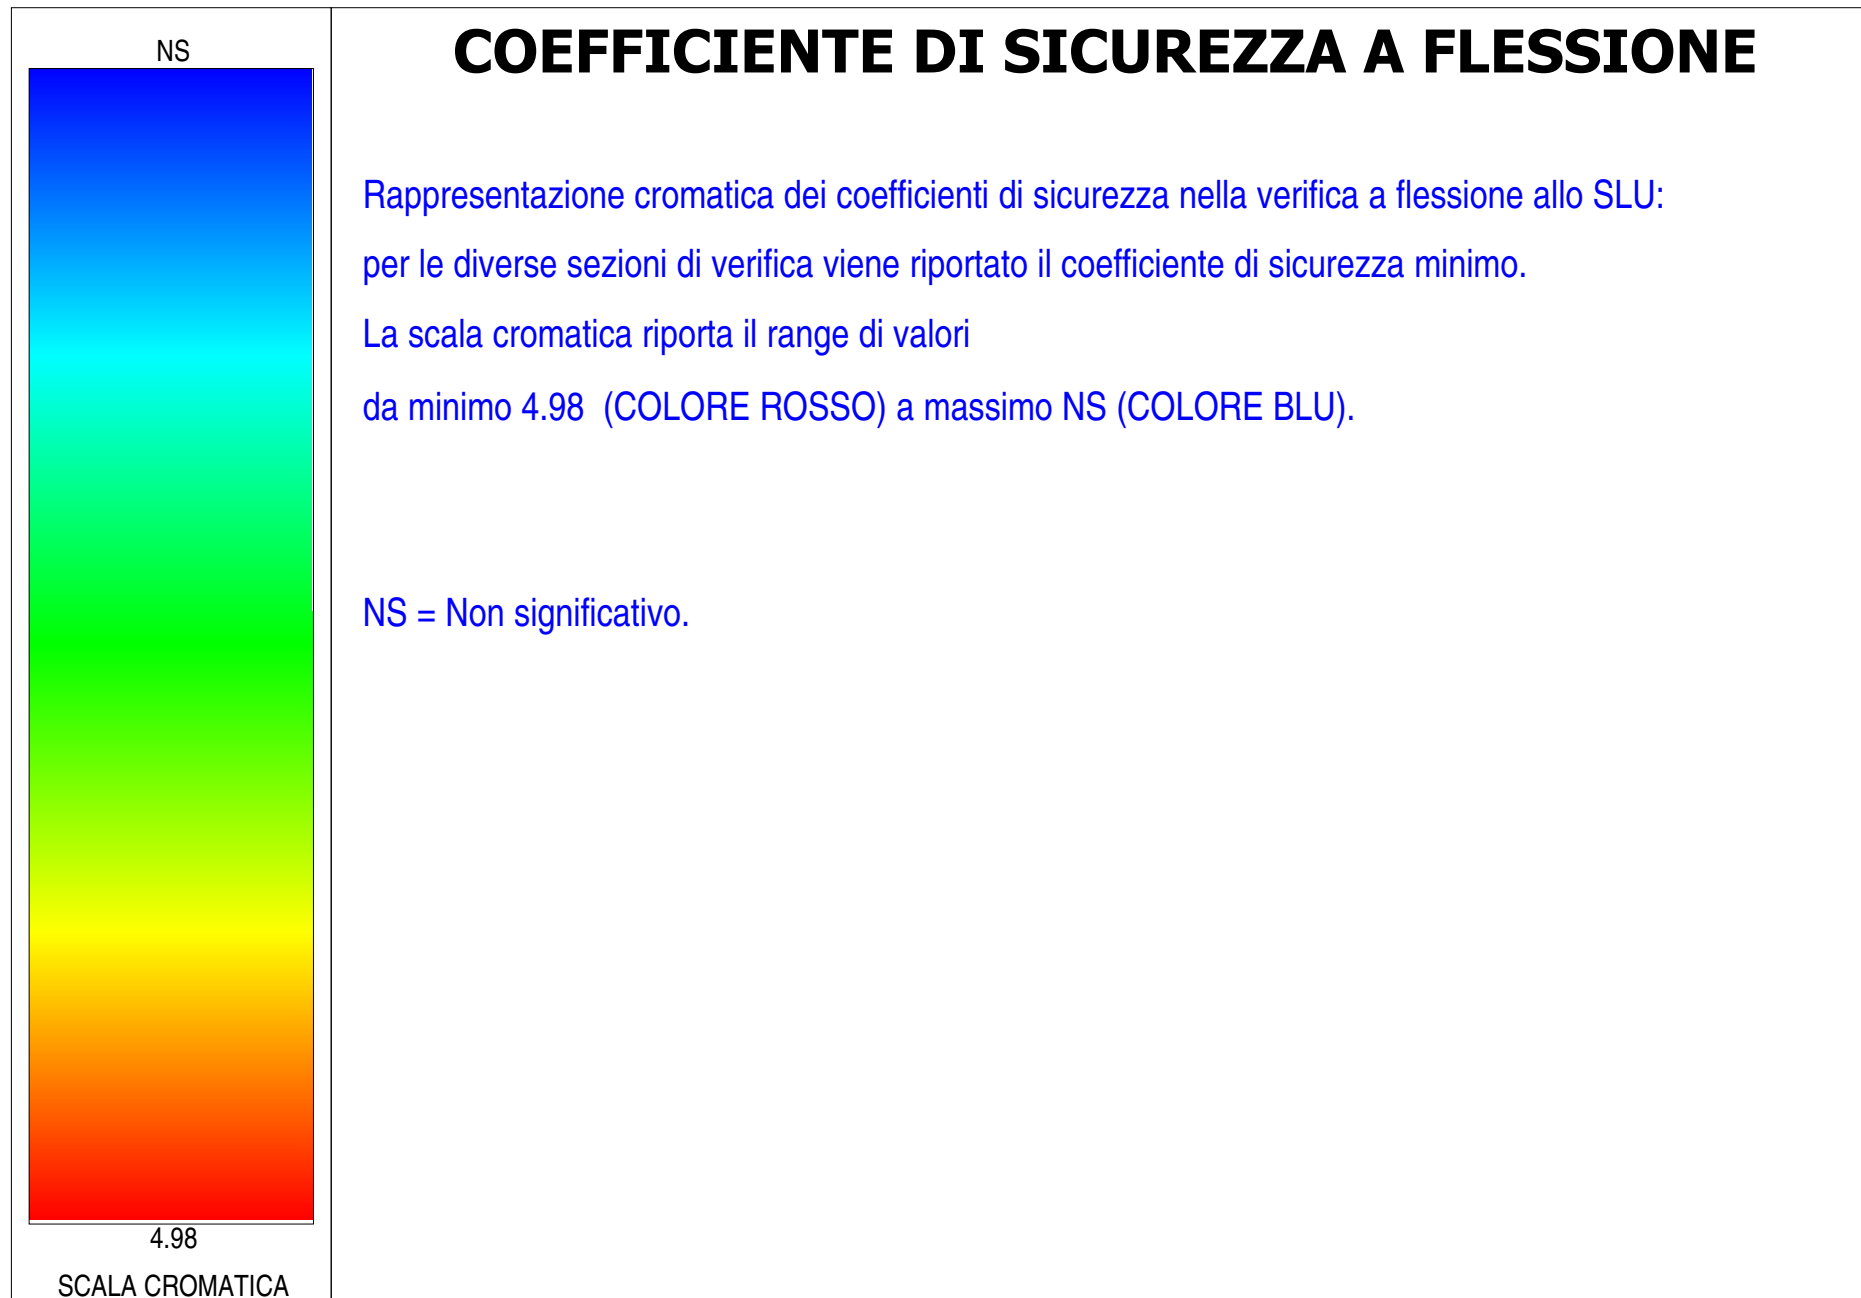 NS
COEFFICIENTE DI SICUREZZA A FLESSIONE
Rappresentazione cromatica dei coefficienti di sicurezza nella verifica a flessione allo SLU:
per le diverse sezioni di verifica viene riportato il coefficiente di sicurezza minimo.
La scala cromatica riporta il range di valori
da minimo 4.98 (COLORE ROSSO) a massimo NS (COLORE BLU).
NS = Non significativo.
4.98
SCALA CROMATICA